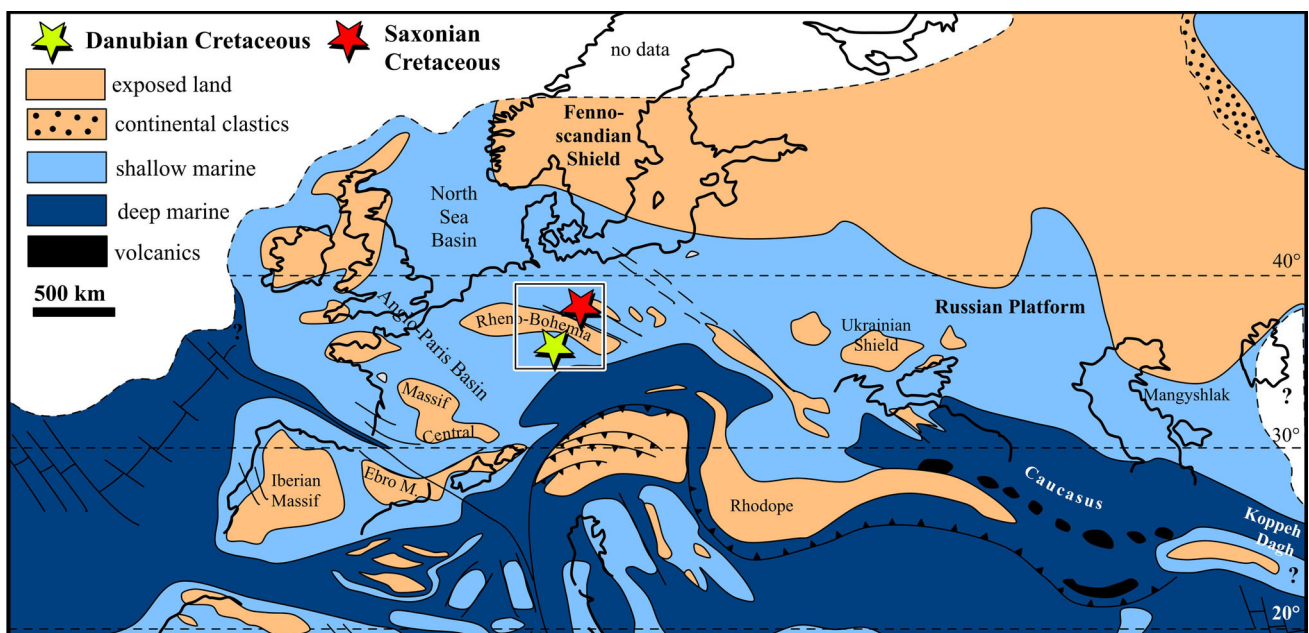 Danubian Cretaceous
Saxonian
Cretaceous
exposed land
continental clastics
shallow marine
deep marine
volcanics
500 km
no data
Fenno-
scandian
Shield
North
Sea
Basin
40°
Anglo Paris Basin
Rheno-Bohemia
Russian Platform
Ukrainian
Shield
?
Massif
Central
Mangyshlak
?
30°
Iberian
Massif
Ebro M.
Rhodope
Caucasus
Koppeh
Dagh
?
20°